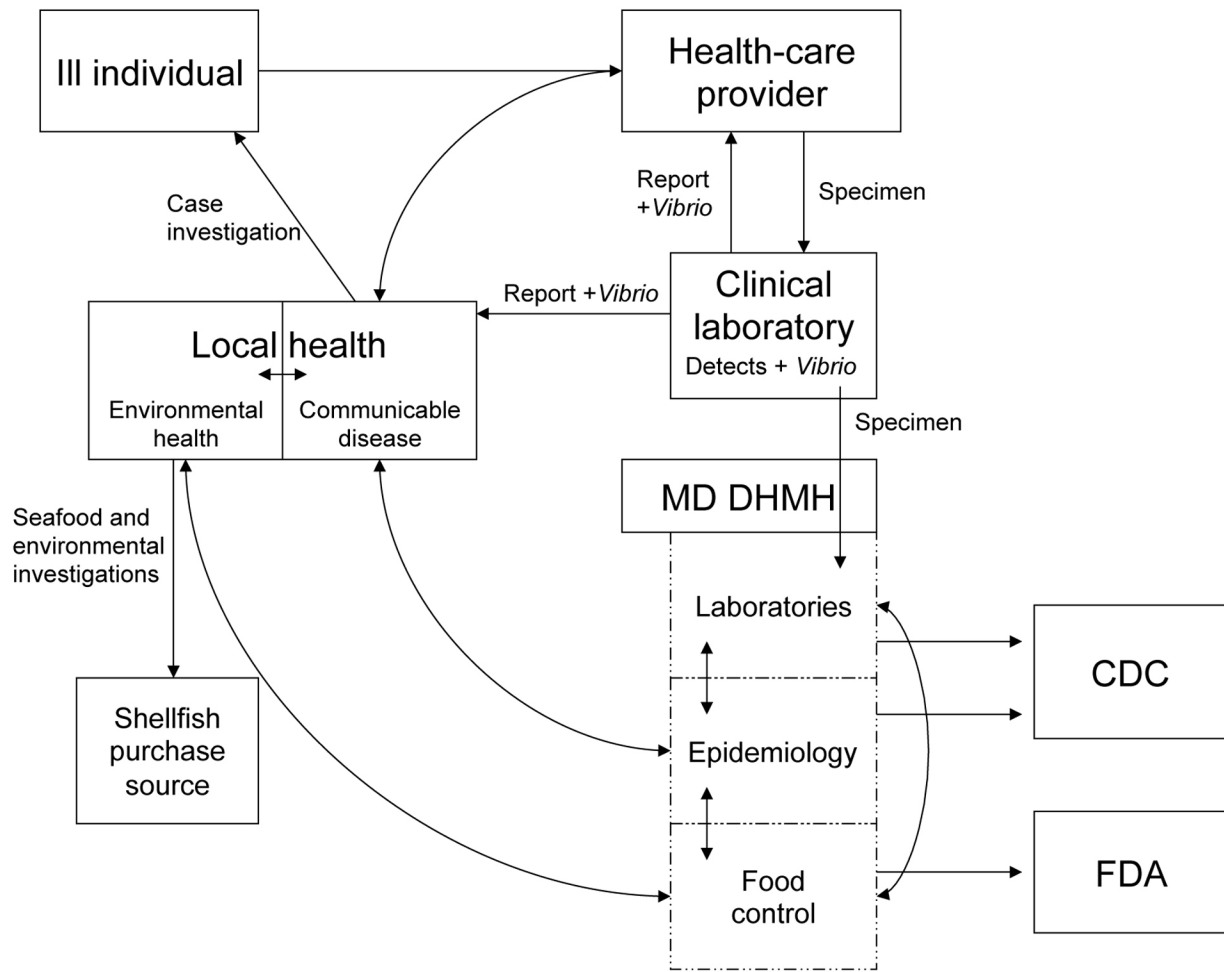 Ill individual
Health-care
provider
Case
investigation
Report
+Vibrio
Specimen
Report +Vibrio
Clinical
laboratory
Detects + Vibrio
Local health
Environmental
health
Communicable
disease
Specimen
MD DHMH
Seafood and
environmental
investigations
Laboratories
CDC
Shellfish
purchase
source
Epidemiology
FDA
Food
control